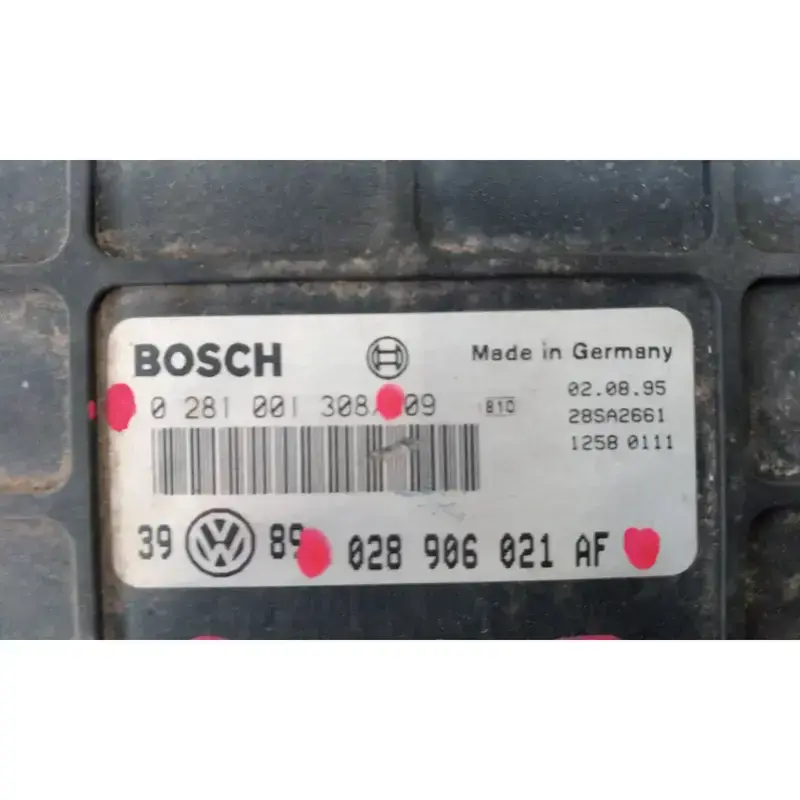 BOSCH
Made in Germany
0 281 001 308 09
810
02.08.95
28SA2661
1258 0111
39 89 028 906 021 AF